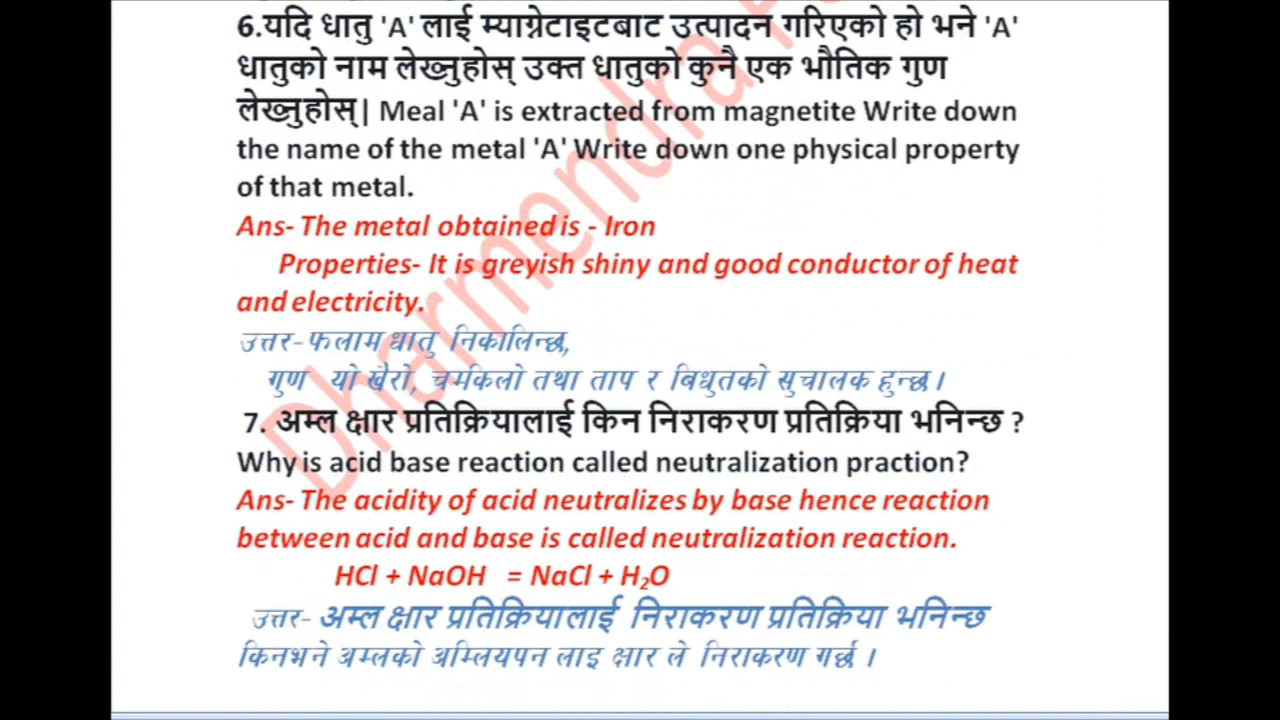 6.यदि धातु 'A' लाई म्याग्नेटाइटबाट उत्पादन गरिएको हो भने 'A'
धातुको नाम लेख्नुहोस् उक्त धातुको कुनै एक भौतिक गुण
लेख्नुहोस्| Meal 'A' is extracted from magnetite Write down
the name of the metal 'A' Write down one physical property
of that metal.
Ans- The metal obtained is - Iron
Properties- It is greyish shiny and good conductor of heat
and electricity.
उत्तर- फलाम धातु निकालिन्छ,
गुण यो खैरो, चम्किलो तथा ताप र बिधुतको सुचालक हुन्छ ।
7. अम्ल क्षार प्रतिक्रियालाई किन निराकरण प्रतिक्रिया भनिन्छ ?
Why is acid base reaction called neutralization praction?
Ans- The acidity of acid neutralizes by base hence reaction
between acid and base is called neutralization reaction.
HCl + NaOH = NaCl + H₂O
उत्तर- अम्ल क्षार प्रतिक्रियालाई निराकरण प्रतिक्रिया भनिन्छ
किनभने अम्लको अम्लियपन लाइ क्षार ले निराकरण गर्छ ।
Dharmendra